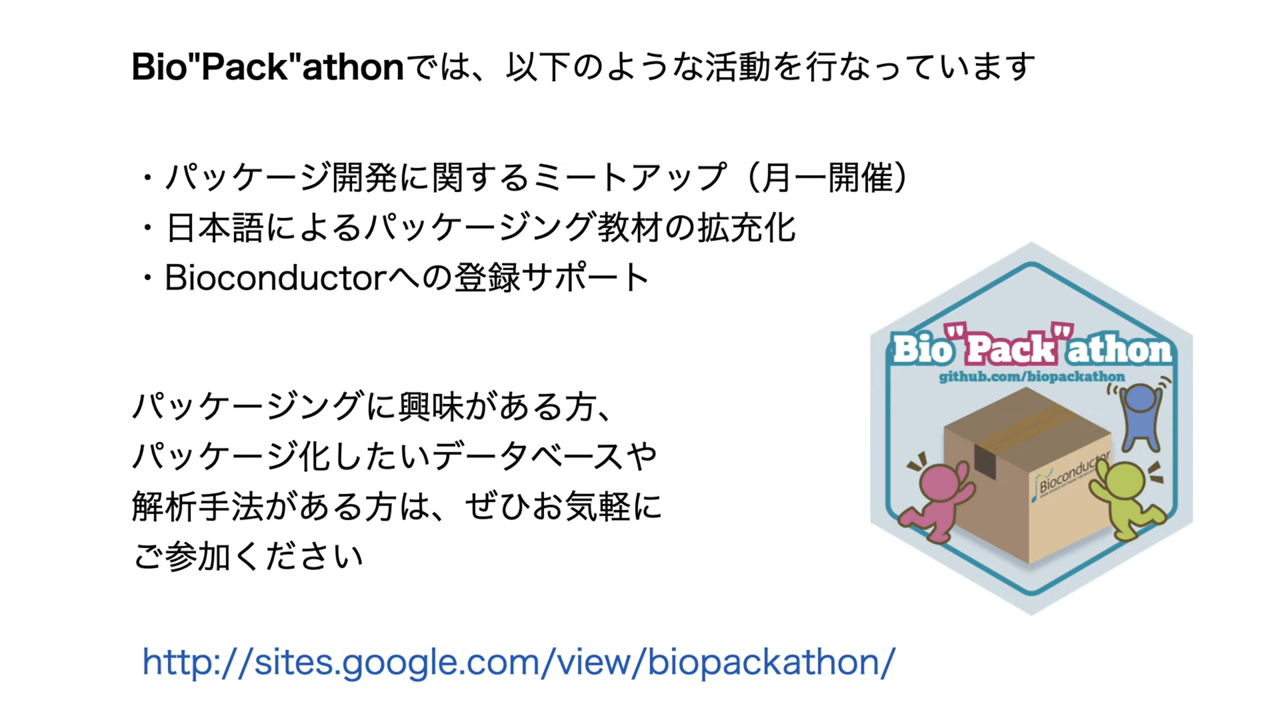 Bio"Pack"athonでは、以下のような活動を行なっています
・パッケージ開発に関するミートアップ（月一開催）
・日本語によるパッケージング教材の拡充化
・Bioconductorへの登録サポート
Bio"Pack"athon
github.com/biopackathon
Bioconductor
パッケージングに興味がある方、
パッケージ化したいデータベースや
解析手法がある方は、ぜひお気軽に
ご参加ください
http://sites.google.com/view/biopackathon/